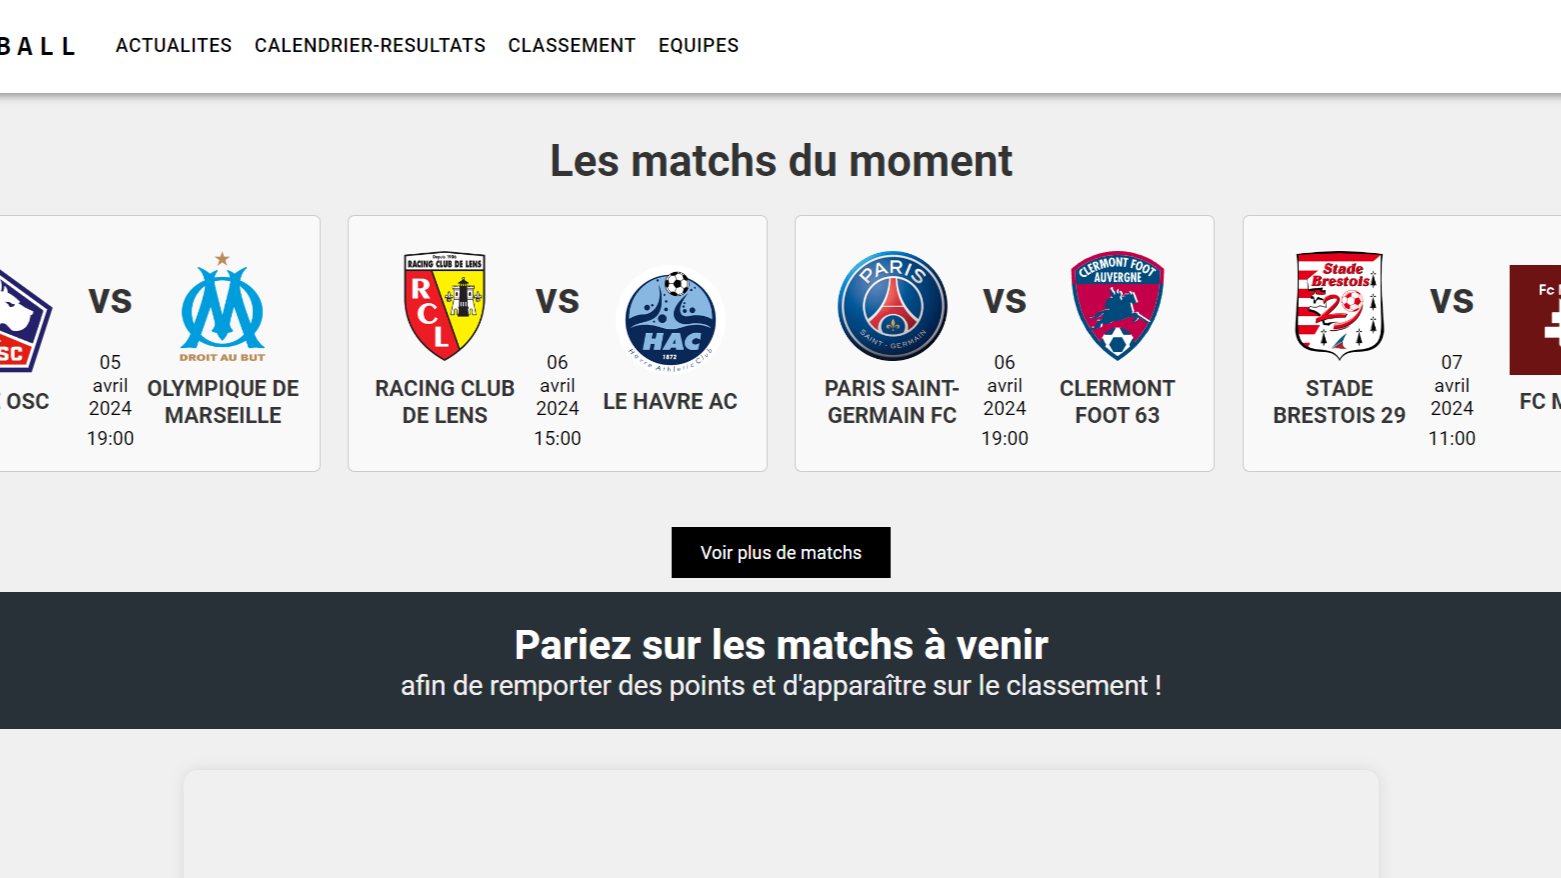 BALL ACTUALITES CALENDRIER-RESULTATS CLASSEMENT EQUIPES
Les matchs du moment
SC
OSC
VS
05
avril
2024
19:00
DROIT AU BUT
OLYMPIQUE DE
MARSEILLE
Depuis 1906
RACING CLUB DE LENS
R
C
L
RACING CLUB
DE LENS
VS
06
avril
2024
15:00
HAC
1872
Havre Athletic Club
LE HAVRE AC
PARIS
SAINT-GERMAIN
PARIS SAINT-
GERMAIN FC
VS
06
avril
2024
19:00
CLERMONT FOOT
AUVERGNE
CLERMONT
FOOT 63
Stade
Brestois
29
STADE
BRESTOIS 29
VS
07
avril
2024
11:00
Fc
FC M
Voir plus de matchs
Pariez sur les matchs à venir
afin de remporter des points et d'apparaître sur le classement !